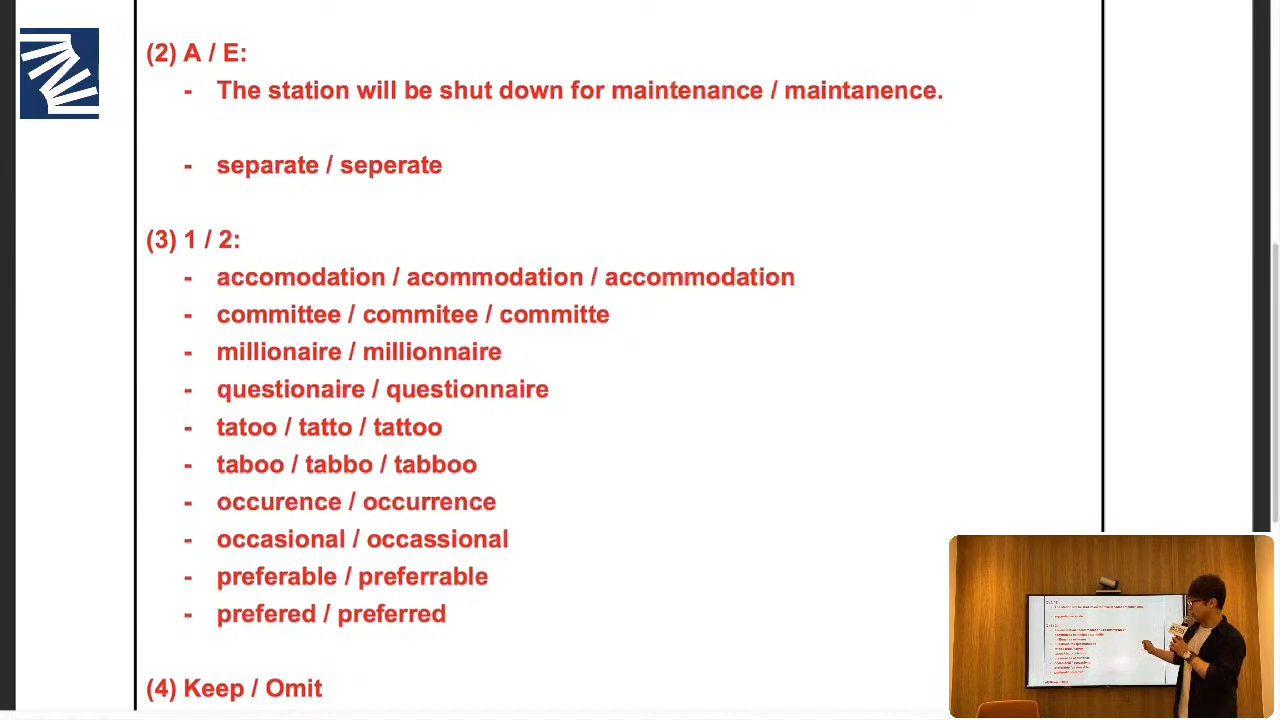 (2) A / E:
- The station will be shut down for maintenance / maintanence.
- separate / seperate
(3) 1 / 2:
- accomodation / acommodation / accommodation
- committee / commitee / committe
- millionaire / millionnaire
- questionaire / questionnaire
- tatoo / tatto / tattoo
- taboo / tabbo / tabboo
- occurence / occurrence
- occasional / occassional
- preferable / preferrable
- prefered / preferred
(4) Keep / Omit